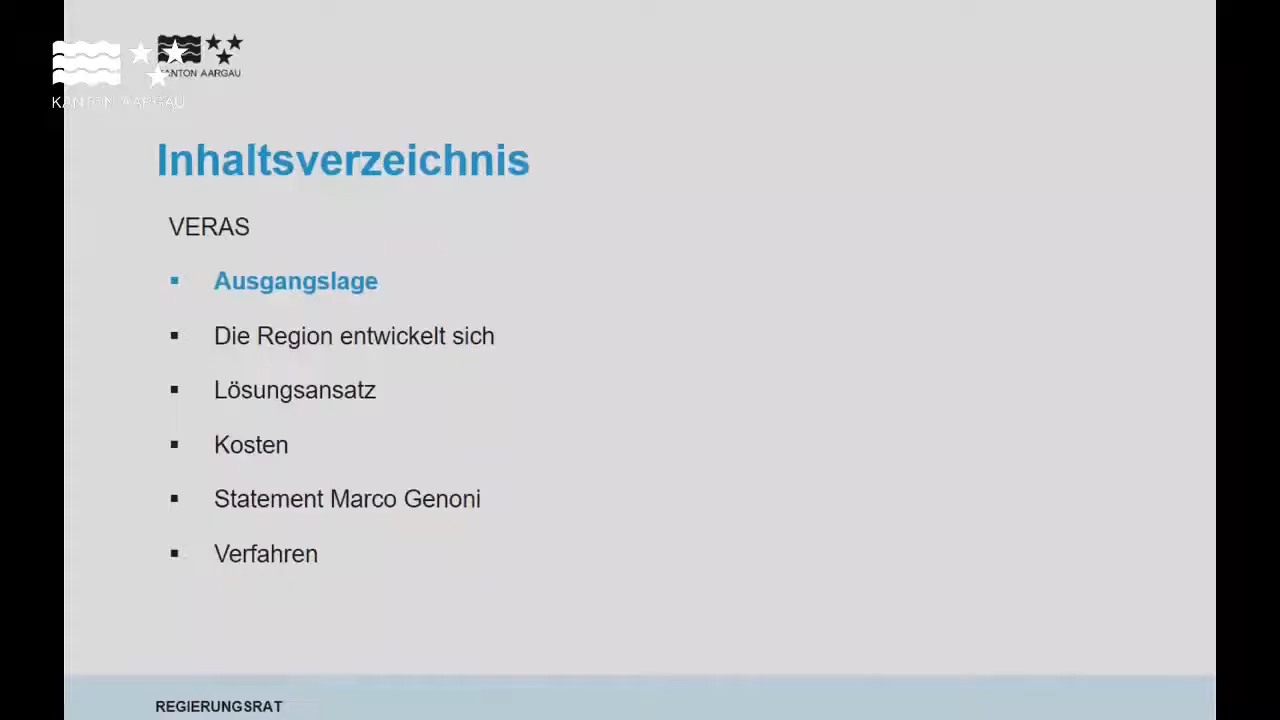 KANTON AARGAU
KANTON AARGAU
Inhaltsverzeichnis
VERAS
▪ Ausgangslage
▪ Die Region entwickelt sich
▪ Lösungsansatz
▪ Kosten
▪ Statement Marco Genoni
▪ Verfahren
REGIERUNGSRAT